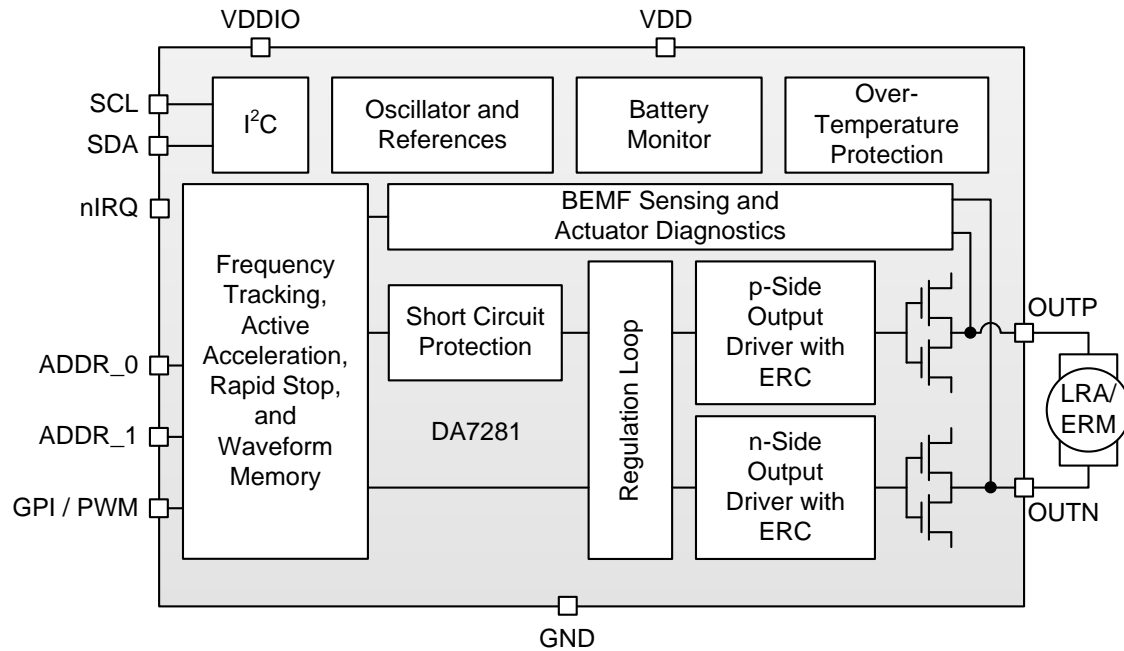 VDDIO
VDD
SCL
SDA
nIRQ
ADDR_0
ADDR_1
GPI / PWM
I²C
Oscillator and
References
Battery
Monitor
Over-
Temperature
Protection
BEMF Sensing and
Actuator Diagnostics
Frequency
Tracking,
Active
Acceleration,
Rapid Stop,
and
Waveform
Memory
Short Circuit
Protection
DA7281
Regulation Loop
p-Side
Output
Driver with
ERC
n-Side
Output
Driver with
ERC
OUTP
LRA/
ERM
OUTN
GND